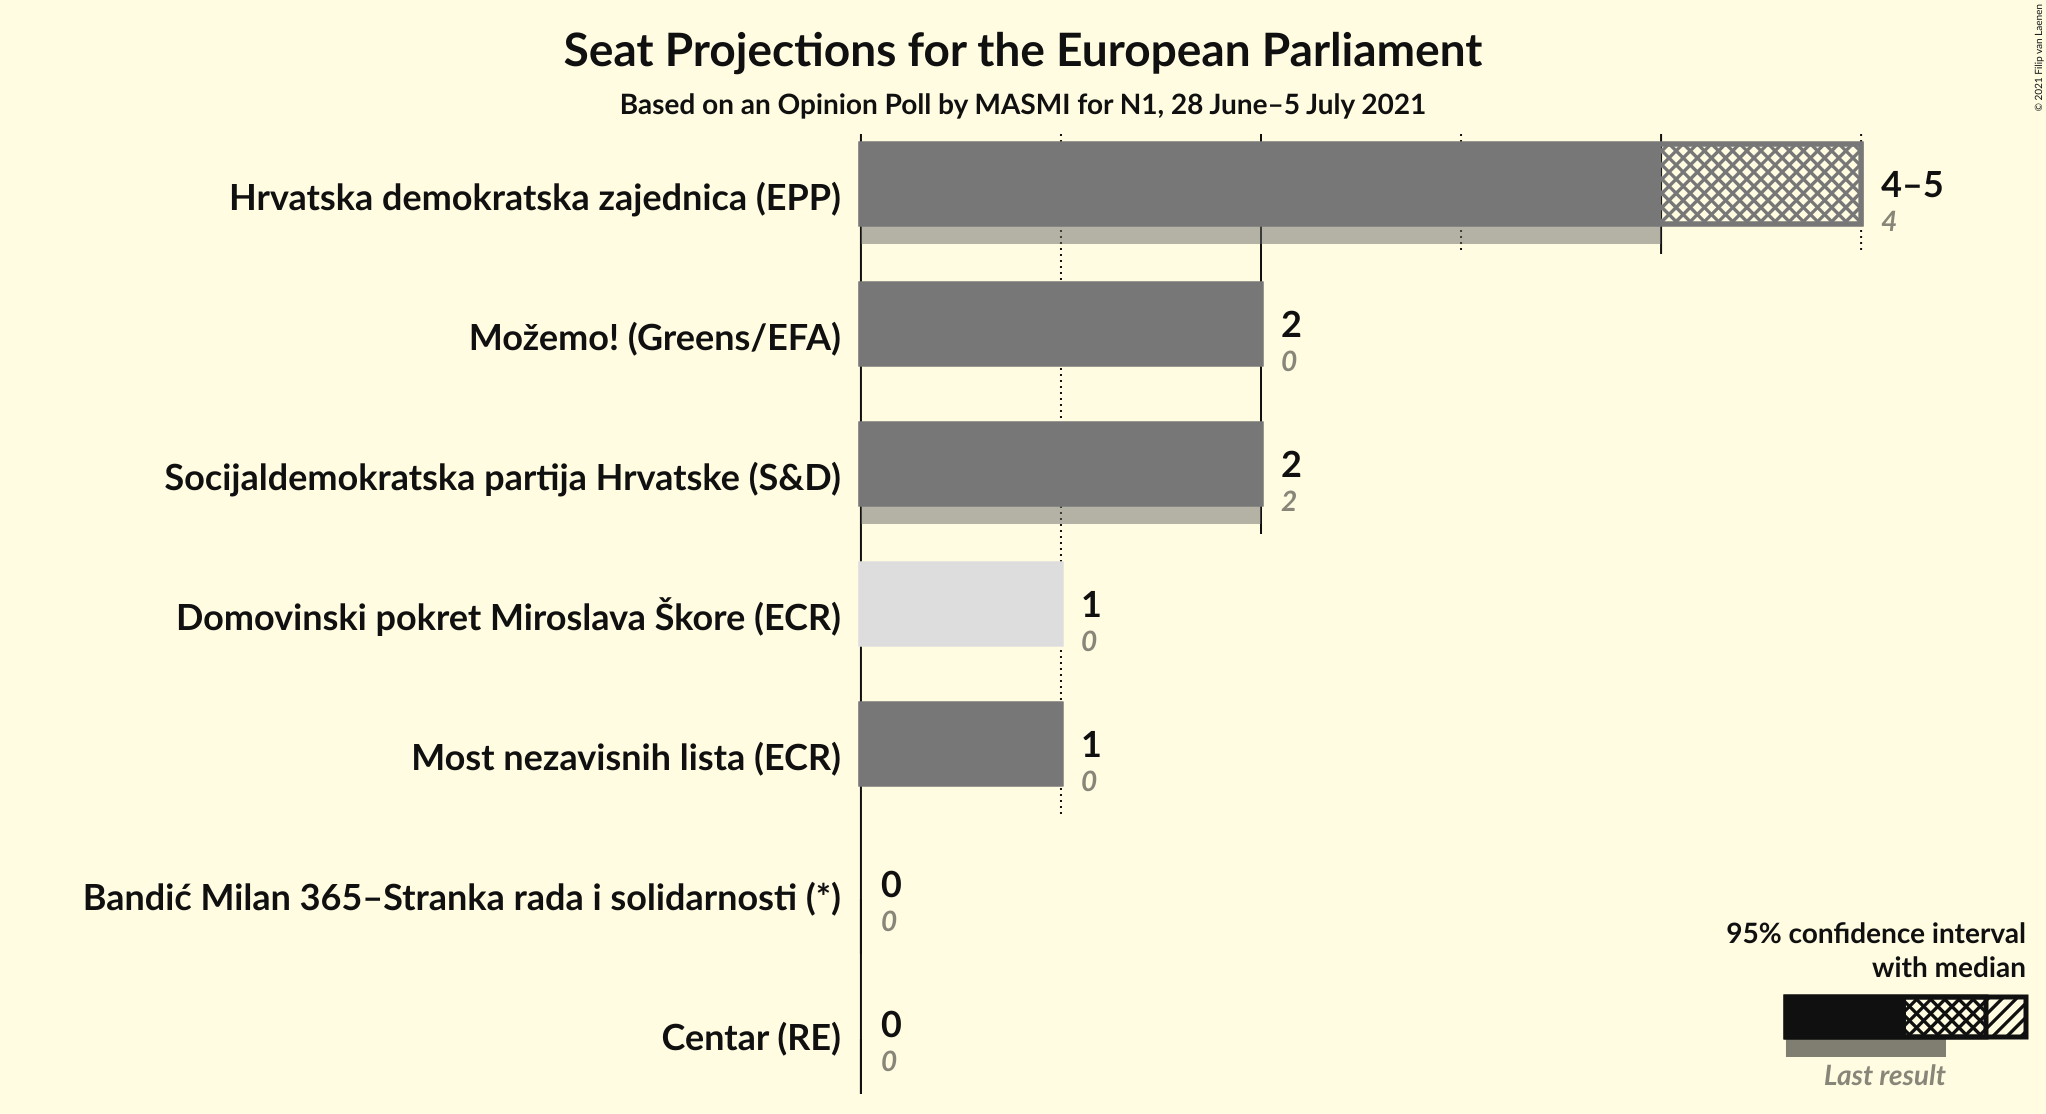 Seat Projections for the European Parliament
Based on an Opinion Poll by MASMI for N1, 28 June–5 July 2021
© 2021 Filip van Laenen
Hrvatska demokratska zajednica (EPP)
4–5
4
Možemo! (Greens/EFA)
2
0
Socijaldemokratska partija Hrvatske (S&D)
2
2
Domovinski pokret Miroslava Škore (ECR)
1
0
Most nezavisnih lista (ECR)
1
0
Bandić Milan 365–Stranka rada i solidarnosti (*)
0
0
Centar (RE)
0
0
95% confidence interval
with median
Last result